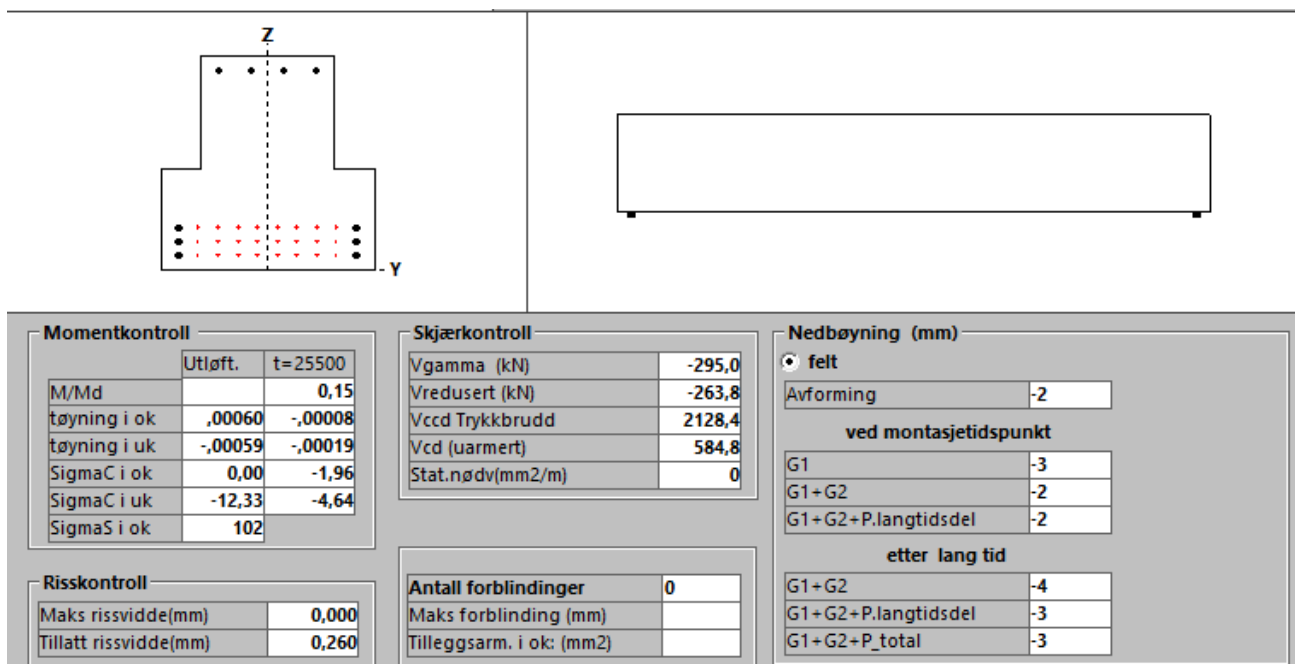 Z
Y
Momentkontroll
Utløft. t=25500
M/Md 0,15
tøyning i ok ,00060 -,00008
tøyning i uk -,00059 -,00019
SigmaC i ok 0,00 -1,96
SigmaC i uk -12,33 -4,64
SigmaS i ok 102
Risskontroll
Maks rissvidde(mm) 0,000
Tillatt rissvidde(mm) 0,260
Skjærkontroll
Vgamma (kN) -295,0
Vredusert (kN) -263,8
Vccd Trykkbrudd 2128,4
Vcd (uarmert) 584,8
Stat.nødv(mm2/m) 0
Antall forblindinger 0
Maks forblinding (mm)
Tilleggsarm. i ok: (mm2)
Nedbøyning (mm)
felt
Avforming -2
ved montasjetidspunkt
G1 -3
G1+G2 -2
G1+G2+P.langtidsdel -2
etter lang tid
G1+G2 -4
G1+G2+P.langtidsdel -3
G1+G2+P_total -3